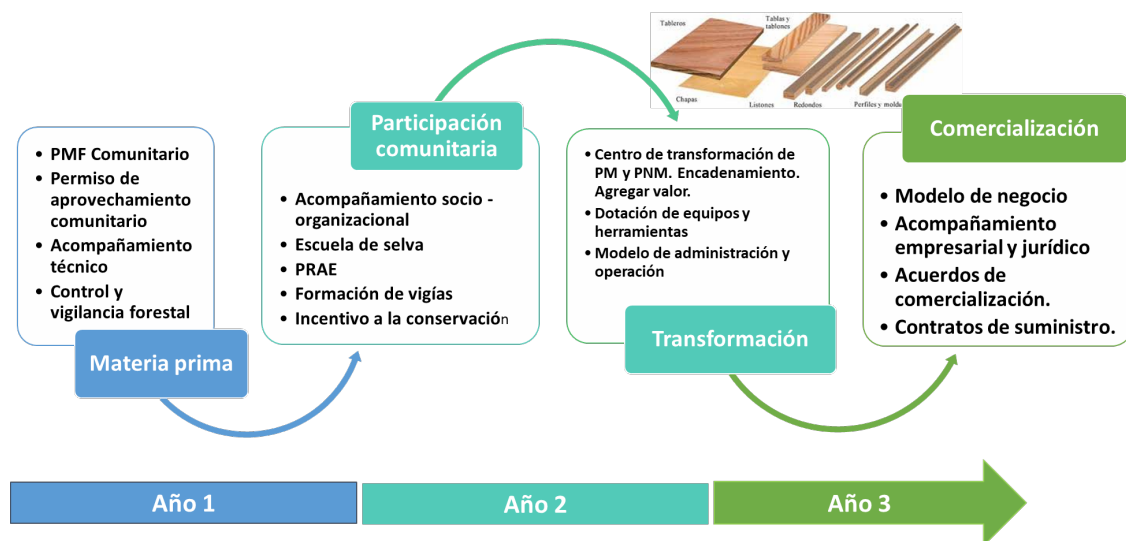 • PMF Comunitario
• Permiso de
aprovechamiento
comunitario
• Acompañamiento
técnico
• Control y
vigilancia forestal
Materia prima
Participación
comunitaria
• Acompañamiento socio -
organizacional
• Escuela de selva
• PRAE
• Formación de vigías
• Incentivo a la conservación
Tableros
Tablas y
tablones
Chapas
Listones
Redondos
Perfiles y mold
• Centro de transformación de
PM y PNM. Encadenamiento.
Agregar valor.
• Dotación de equipos y
herramientas
• Modelo de administración y
operación
Transformación
Comercialización
• Modelo de negocio
• Acompañamiento
empresarial y jurídico
• Acuerdos de
comercialización.
• Contratos de suministro.
Año 1
Año 2
Año 3